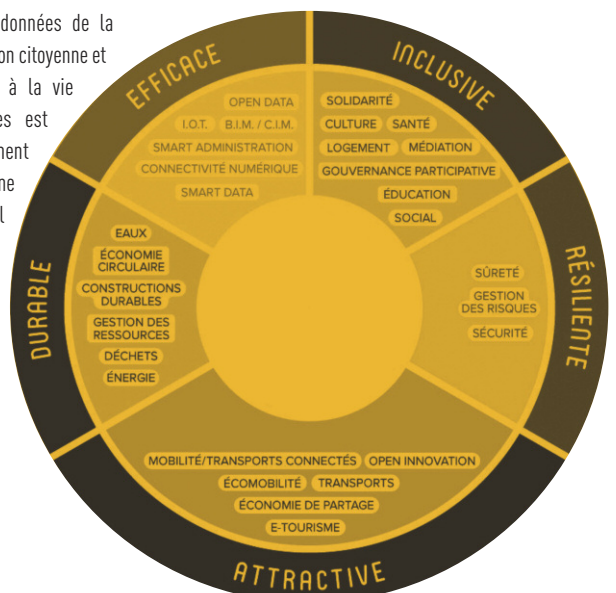 données de la
on citoyenne et
à la vie
es est
ment
ne
l
EFFICACE
OPEN DATA
I.O.T. B.I.M. / C.I.M.
SMART ADMINISTRATION
CONNECTIVITÉ NUMÉRIQUE
SMART DATA
INCLUSIVE
SOLIDARITÉ
CULTURE SANTÉ
LOGEMENT MÉDIATION
GOUVERNANCE PARTICIPATIVE
ÉDUCATION
SOCIAL
DURABLE
EAUX
ÉCONOMIE
CIRCULAIRE
CONSTRUCTIONS
DURABLES
GESTION DES
RESSOURCES
DÉCHETS
ÉNERGIE
RÉSILIENTE
SÛRETÉ
GESTION
DES RISQUES
SÉCURITÉ
MOBILITÉ/TRANSPORTS CONNECTÉS OPEN INNOVATION
ÉCOMOBILITÉ TRANSPORTS
ÉCONOMIE DE PARTAGE
E-TOURISME
ATTRACTIVE